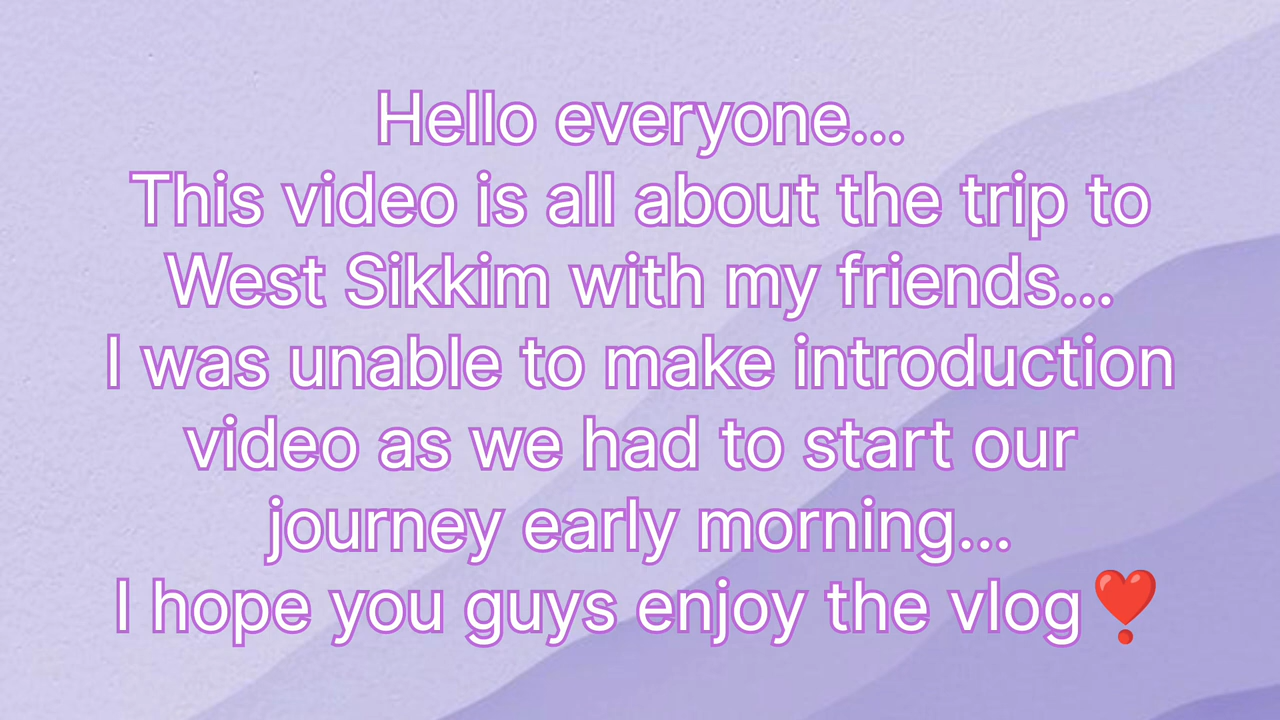 Hello everyone...
This video is all about the trip to
West Sikkim with my friends...
I was unable to make introduction
video as we had to start our
journey early morning...
I hope you guys enjoy the vlog❣️